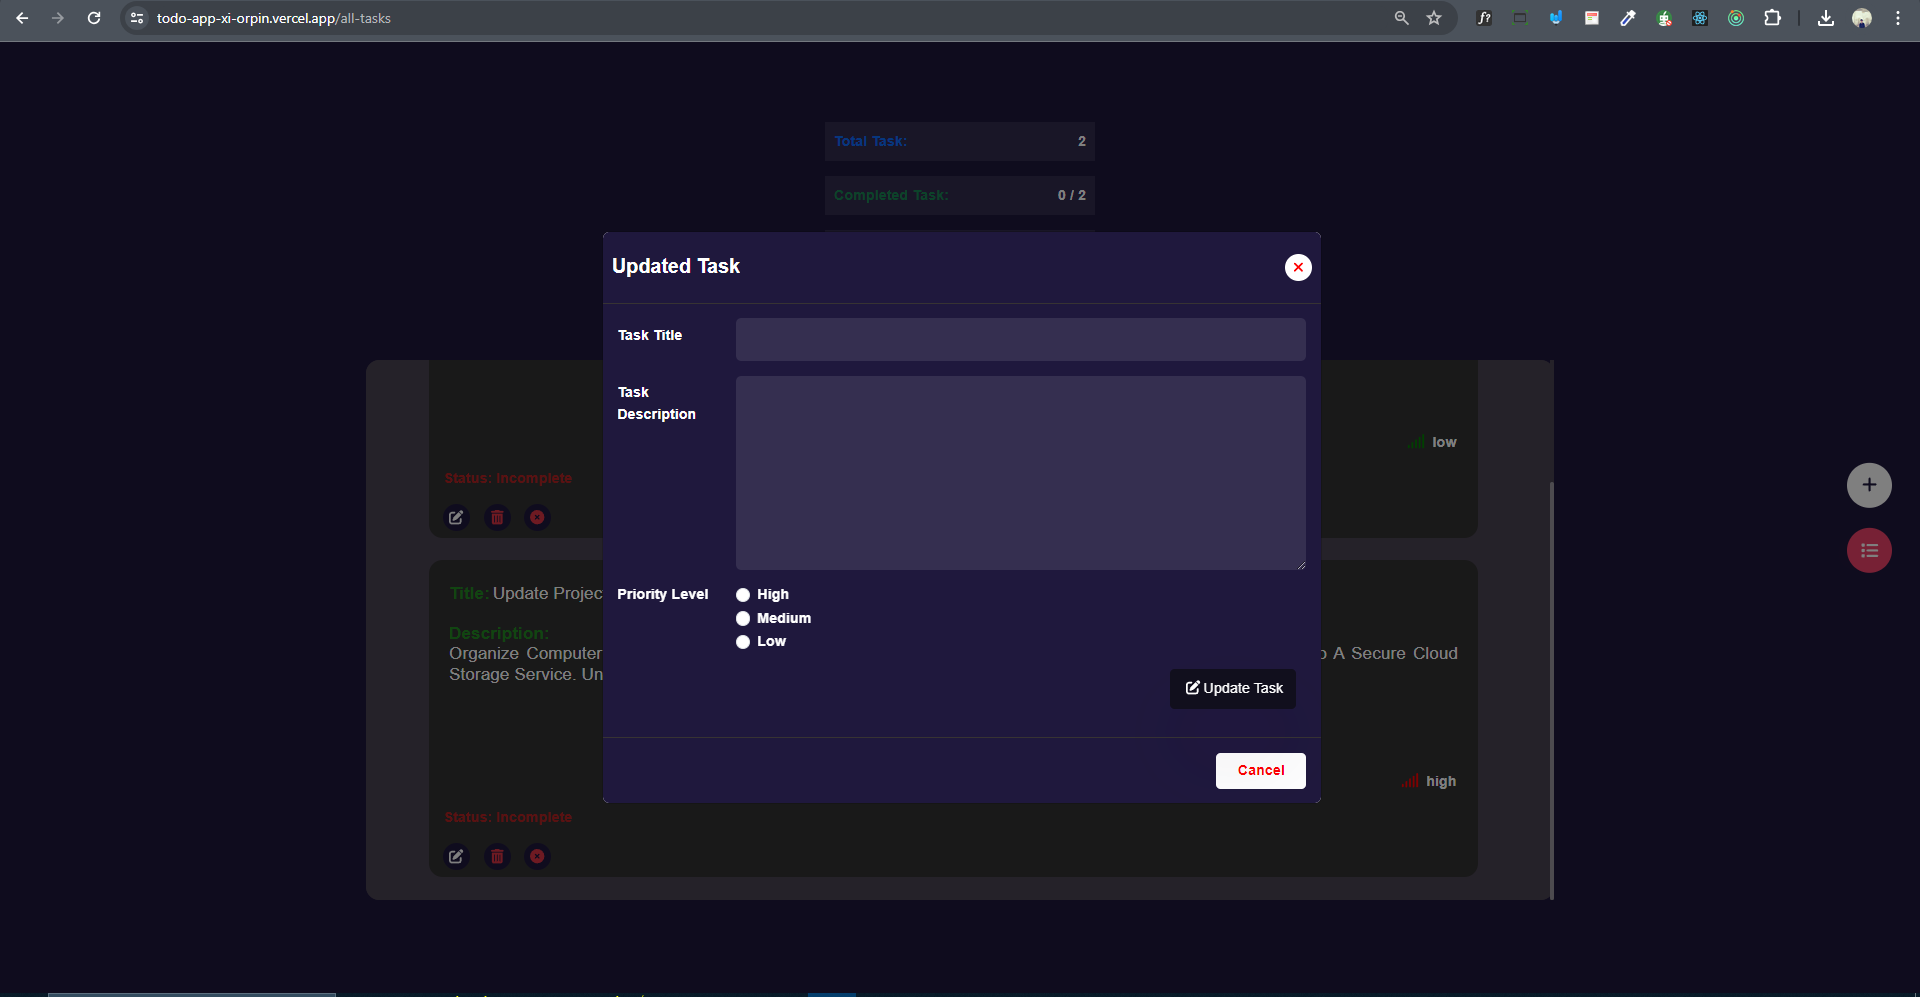 todo-app-xi-orpin.vercel.app/all-tasks
f?
Total Task: 2
Completed Task: 0 / 2
Updated Task
Task Title
Task
Description
low
Status: Incomplete
Priority Level
High
Medium
Low
Title: Update Projec
Description:
Organize Computer
A Secure Cloud
Storage Service. Un
Update Task
Cancel
high
Status: Incomplete